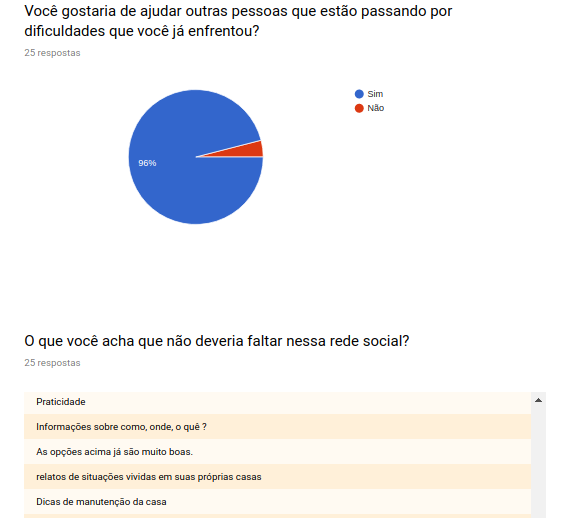 Você gostaria de ajudar outras pessoas que estão passando por
dificuldades que você já enfrentou?
25 respostas
Sim
Não
96%
O que você acha que não deveria faltar nessa rede social?
25 respostas
Praticidade
Informações sobre como, onde, o quê ?
As opções acima já são muito boas.
relatos de situações vividas em suas próprias casas
Dicas de manutenção da casa